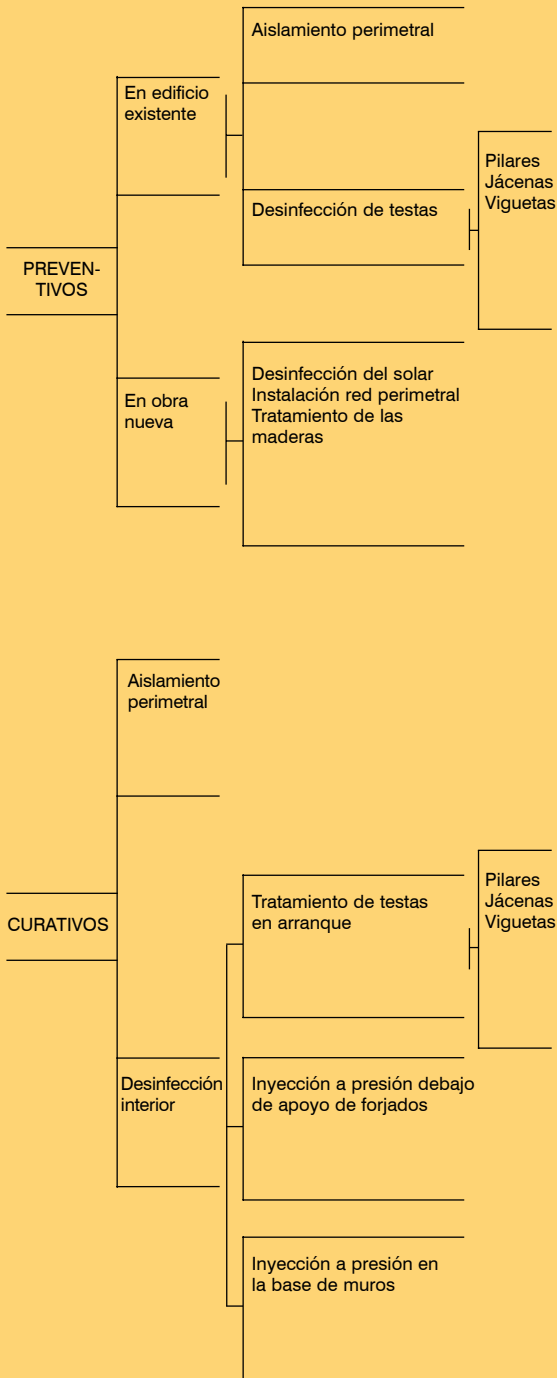 Aislamiento perimetral
En edificio
existente
Pilares
Jácenas
Viguetas
Desinfección de testas
PREVEN-
TIVOS
Desinfección del solar
Instalación red perimetral
Tratamiento de las
maderas
En obra
nueva
Aislamiento
perimetral
Tratamiento de testas
en arranque
Pilares
Jácenas
Viguetas
CURATIVOS
Desinfección
interior
Inyección a presión debajo
de apoyo de forjados
Inyección a presión en
la base de muros